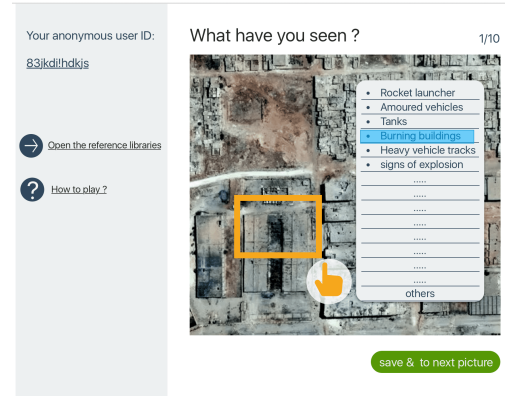 Your anonymous user ID:
83jkdi!hdkjs
Open the reference libraries
How to play ?
What have you seen ?
1/10
• Rocket launcher
• Amoured vehicles
• Tanks
• Burning buildings
• Heavy vehicle tracks
• signs of explosion
.....
.....
.....
.....
.....
.....
.....
.....
others
save & to next picture